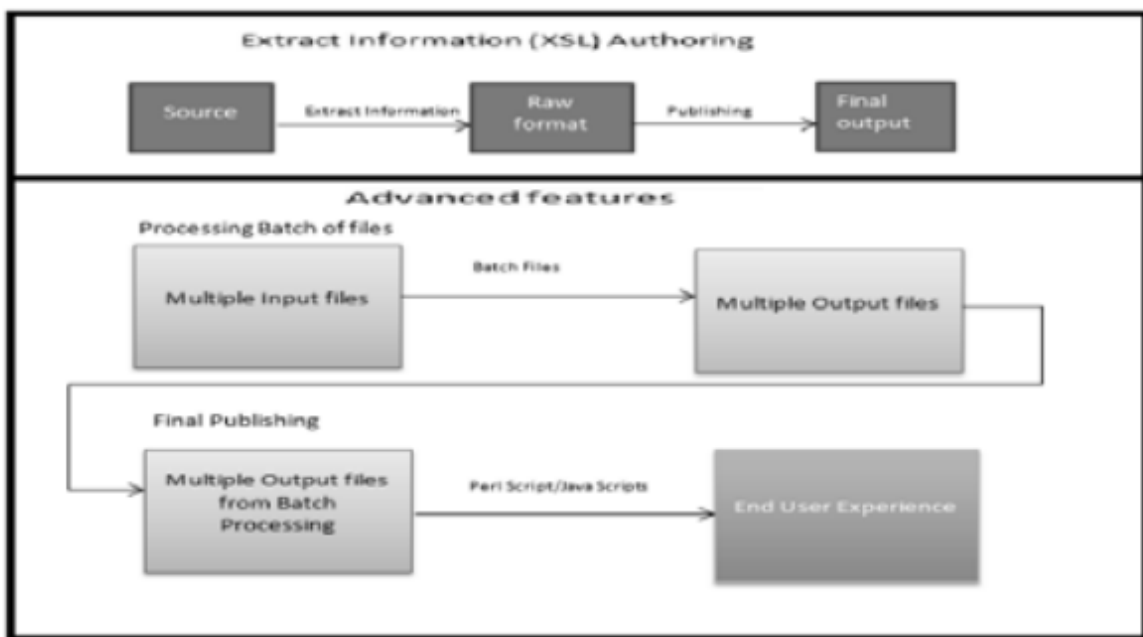 Extract Information (XSL) Authoring
Source
Extract Information
Raw
format
Publishing
Final
output
Advanced features
Processing Batch of files
Multiple Input files
Batch Files
Multiple Output files
Final Publishing
Multiple Output files
from Batch
Processing
Perl Script/Java Scripts
End User Experience